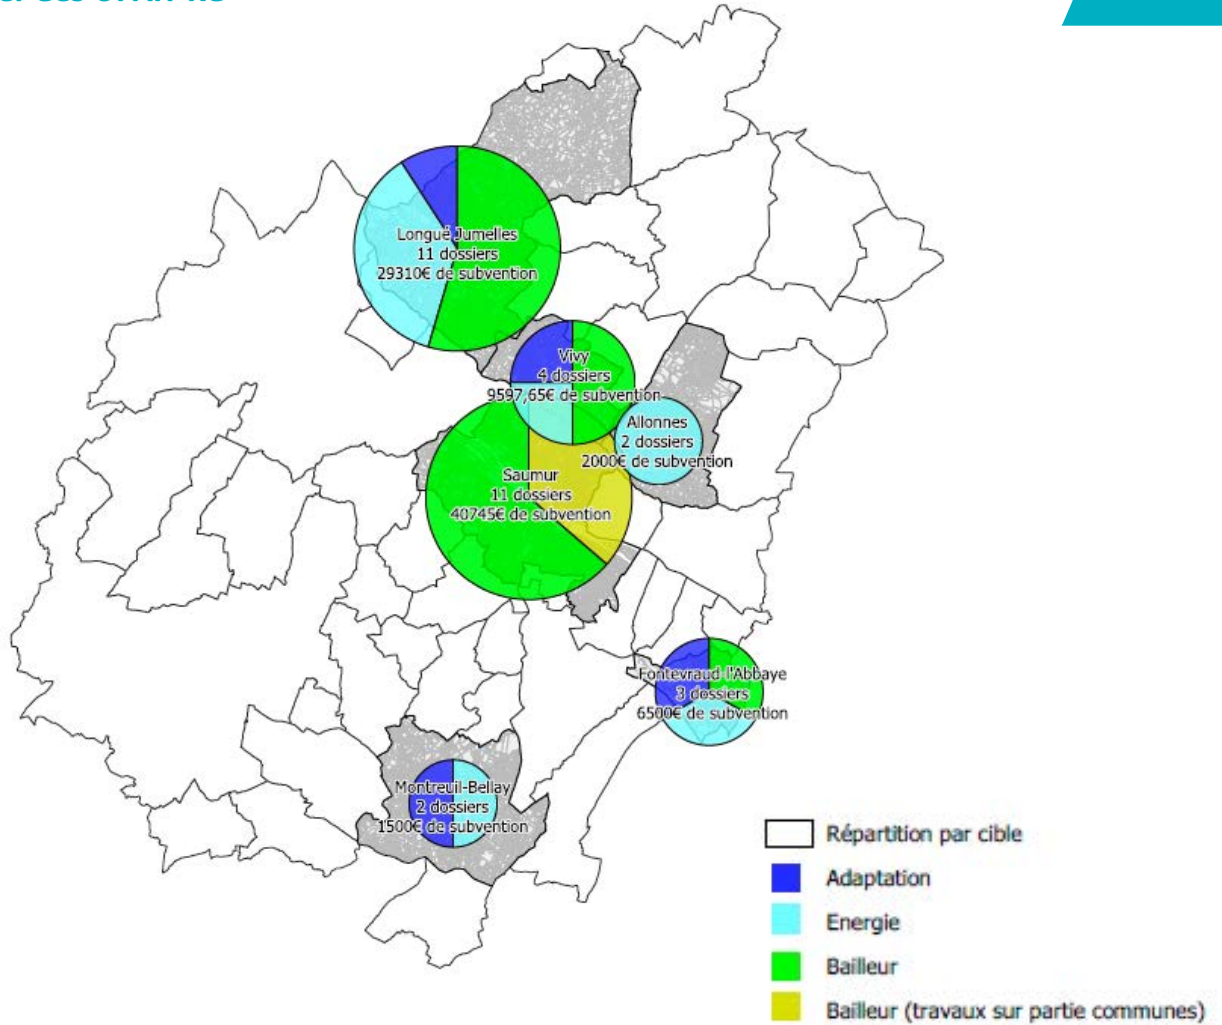 Longué Jumelles
11 dossiers
29310€ de subvention
Vivy
4 dossiers
9597,65€ de subvention
Allonnes
2 dossiers
2000€ de subvention
Saumur
11 dossiers
40745€ de subvention
Fontevraud l'Abbaye
3 dossiers
6500€ de subvention
Montreuil-Bellay
2 dossiers
1500€ de subvention
Répartition par cible
Adaptation
Energie
Bailleur
Bailleur (travaux sur partie communes)